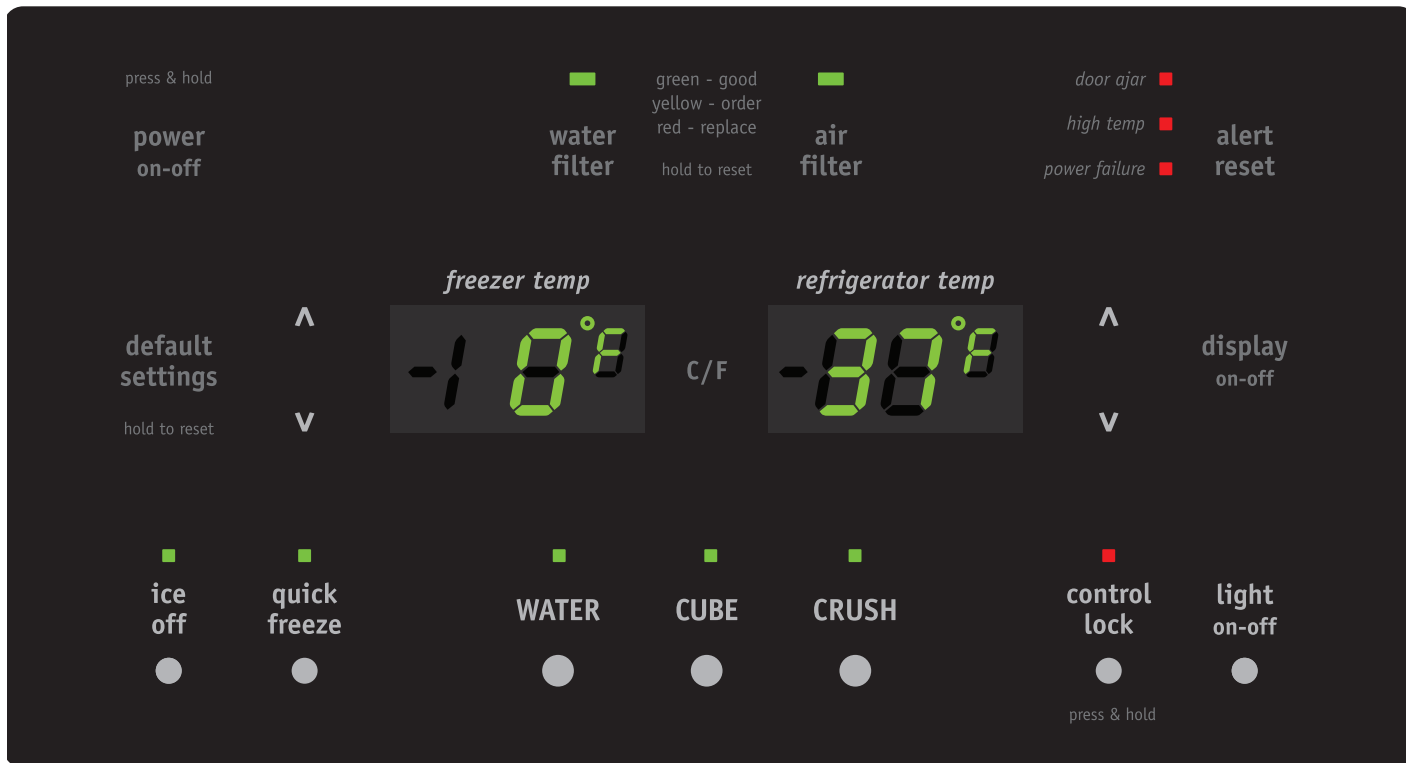 press & hold
power
on-off
water
filter
green - good
yellow - order
red - replace
hold to reset
air
filter
door ajar
high temp
power failure
alert
reset
default
settings
hold to reset
∧
∨
freezer temp
0°F
C/F
refrigerator temp
37°F
∧
∨
display
on-off
ice
off
quick
freeze
WATER
CUBE
CRUSH
control
lock
press & hold
light
on-off